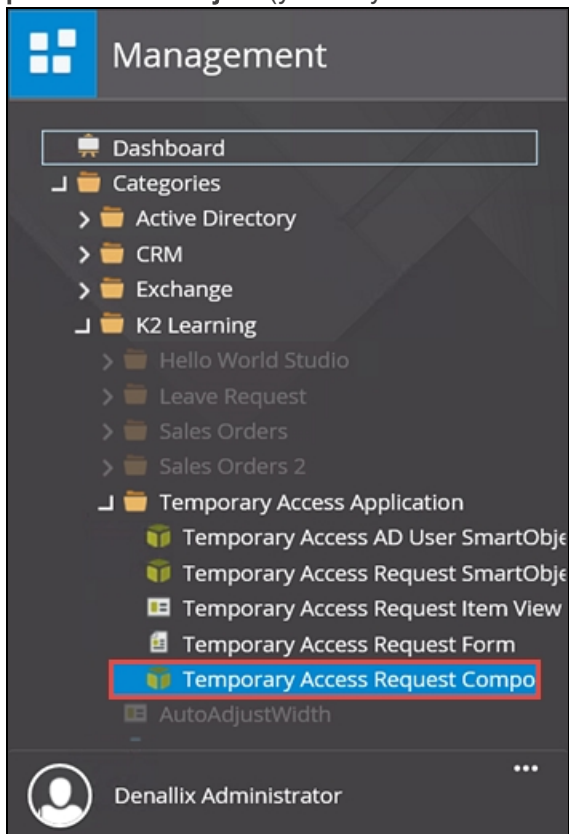 Management
Dashboard
Categories
Active Directory
CRM
Exchange
K2 Learning
Hello World Studio
Leave Request
Sales Orders
Sales Orders 2
Temporary Access Application
Temporary Access AD User SmartObje
Temporary Access Request SmartObje
Temporary Access Request Item View
Temporary Access Request Form
Temporary Access Request Compo
AutoAdjustWidth
Denallix Administrator